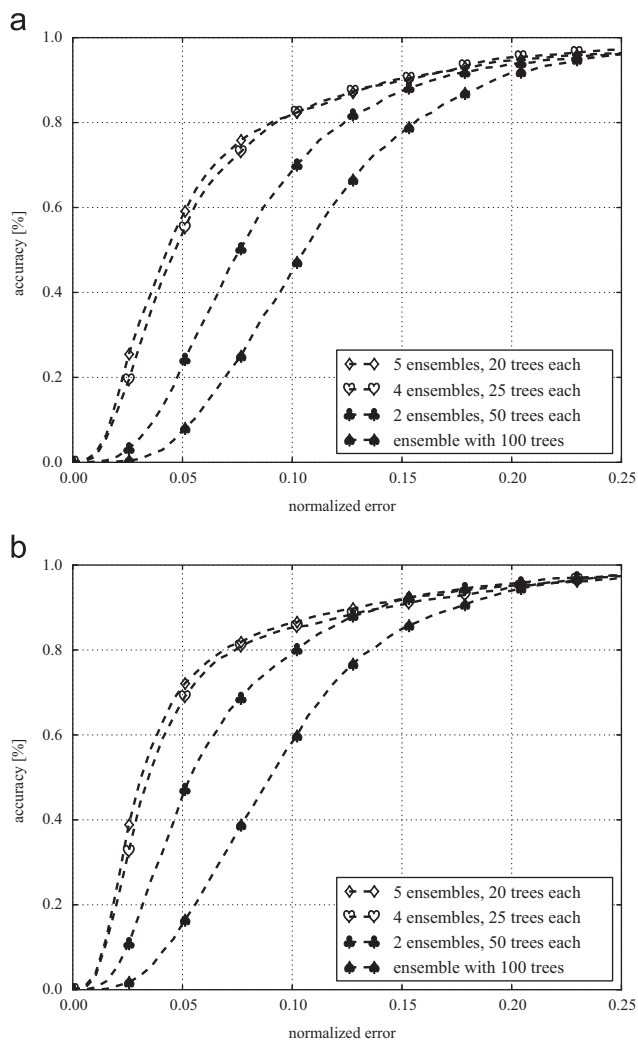 a
1.0
0.8
0.6
0.4
0.2
0.0
accuracy [%]
5 ensembles, 20 trees each
4 ensembles, 25 trees each
2 ensembles, 50 trees each
ensemble with 100 trees
0.00 0.05 0.10 0.15 0.20 0.25
normalized error
b
1.0
0.8
0.6
0.4
0.2
0.0
accuracy [%]
5 ensembles, 20 trees each
4 ensembles, 25 trees each
2 ensembles, 50 trees each
ensemble with 100 trees
0.00 0.05 0.10 0.15 0.20 0.25
normalized error